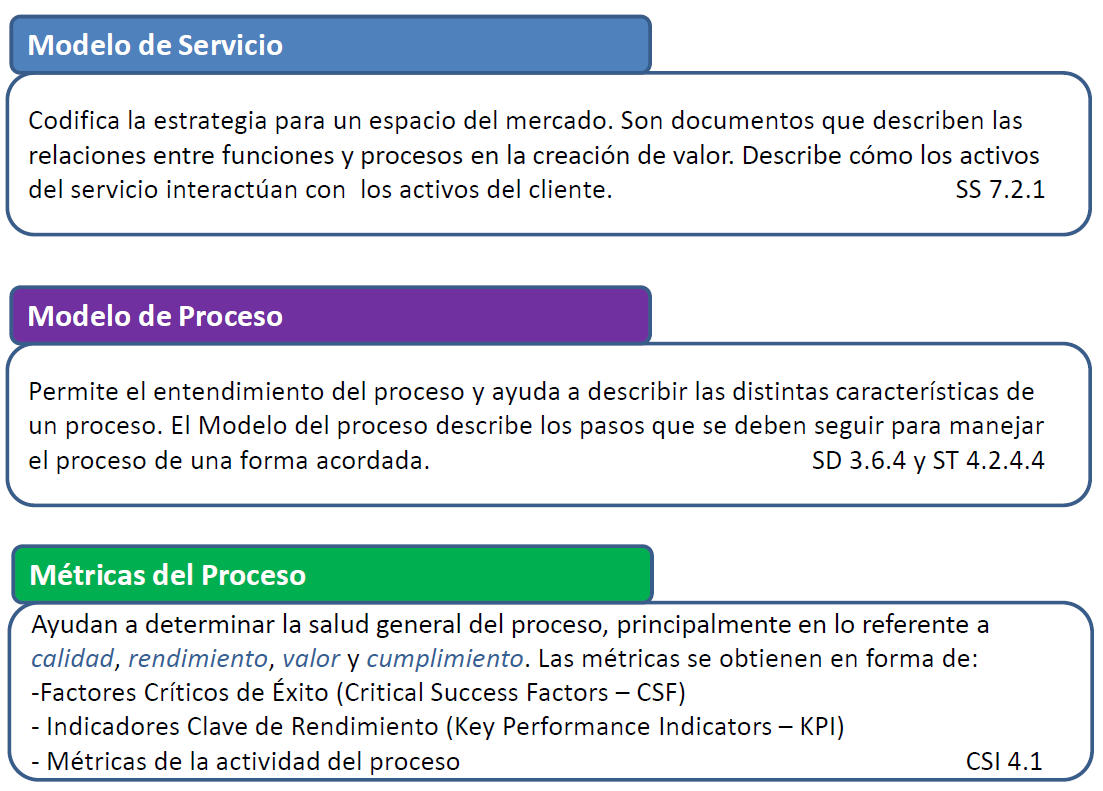 Modelo de Servicio
Codifica la estrategia para un espacio del mercado. Son documentos que describen las
relaciones entre funciones y procesos en la creación de valor. Describe cómo los activos
del servicio interactúan con los activos del cliente. SS 7.2.1
Modelo de Proceso
Permite el entendimiento del proceso y ayuda a describir las distintas características de
un proceso. El Modelo del proceso describe los pasos que se deben seguir para manejar
el proceso de una forma acordada. SD 3.6.4 y ST 4.2.4.4
Métricas del Proceso
Ayudan a determinar la salud general del proceso, principalmente en lo referente a
calidad, rendimiento, valor y cumplimiento. Las métricas se obtienen en forma de:
-Factores Críticos de Éxito (Critical Success Factors – CSF)
- Indicadores Clave de Rendimiento (Key Performance Indicators – KPI)
- Métricas de la actividad del proceso CSI 4.1